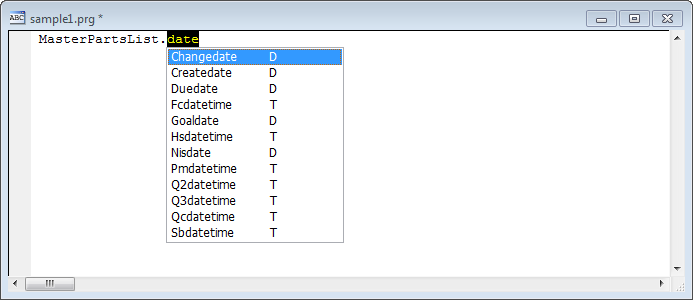 ABC sample1.prg *
MasterPartsList.date
Changedate D
Createdate D
Duedate D
Fcdatetime T
Goaldate D
Hsdatetime T
Nisdate D
Pmdatetime T
Q2datetime T
Q3datetime T
Qcdatetime T
Sbdatetime T